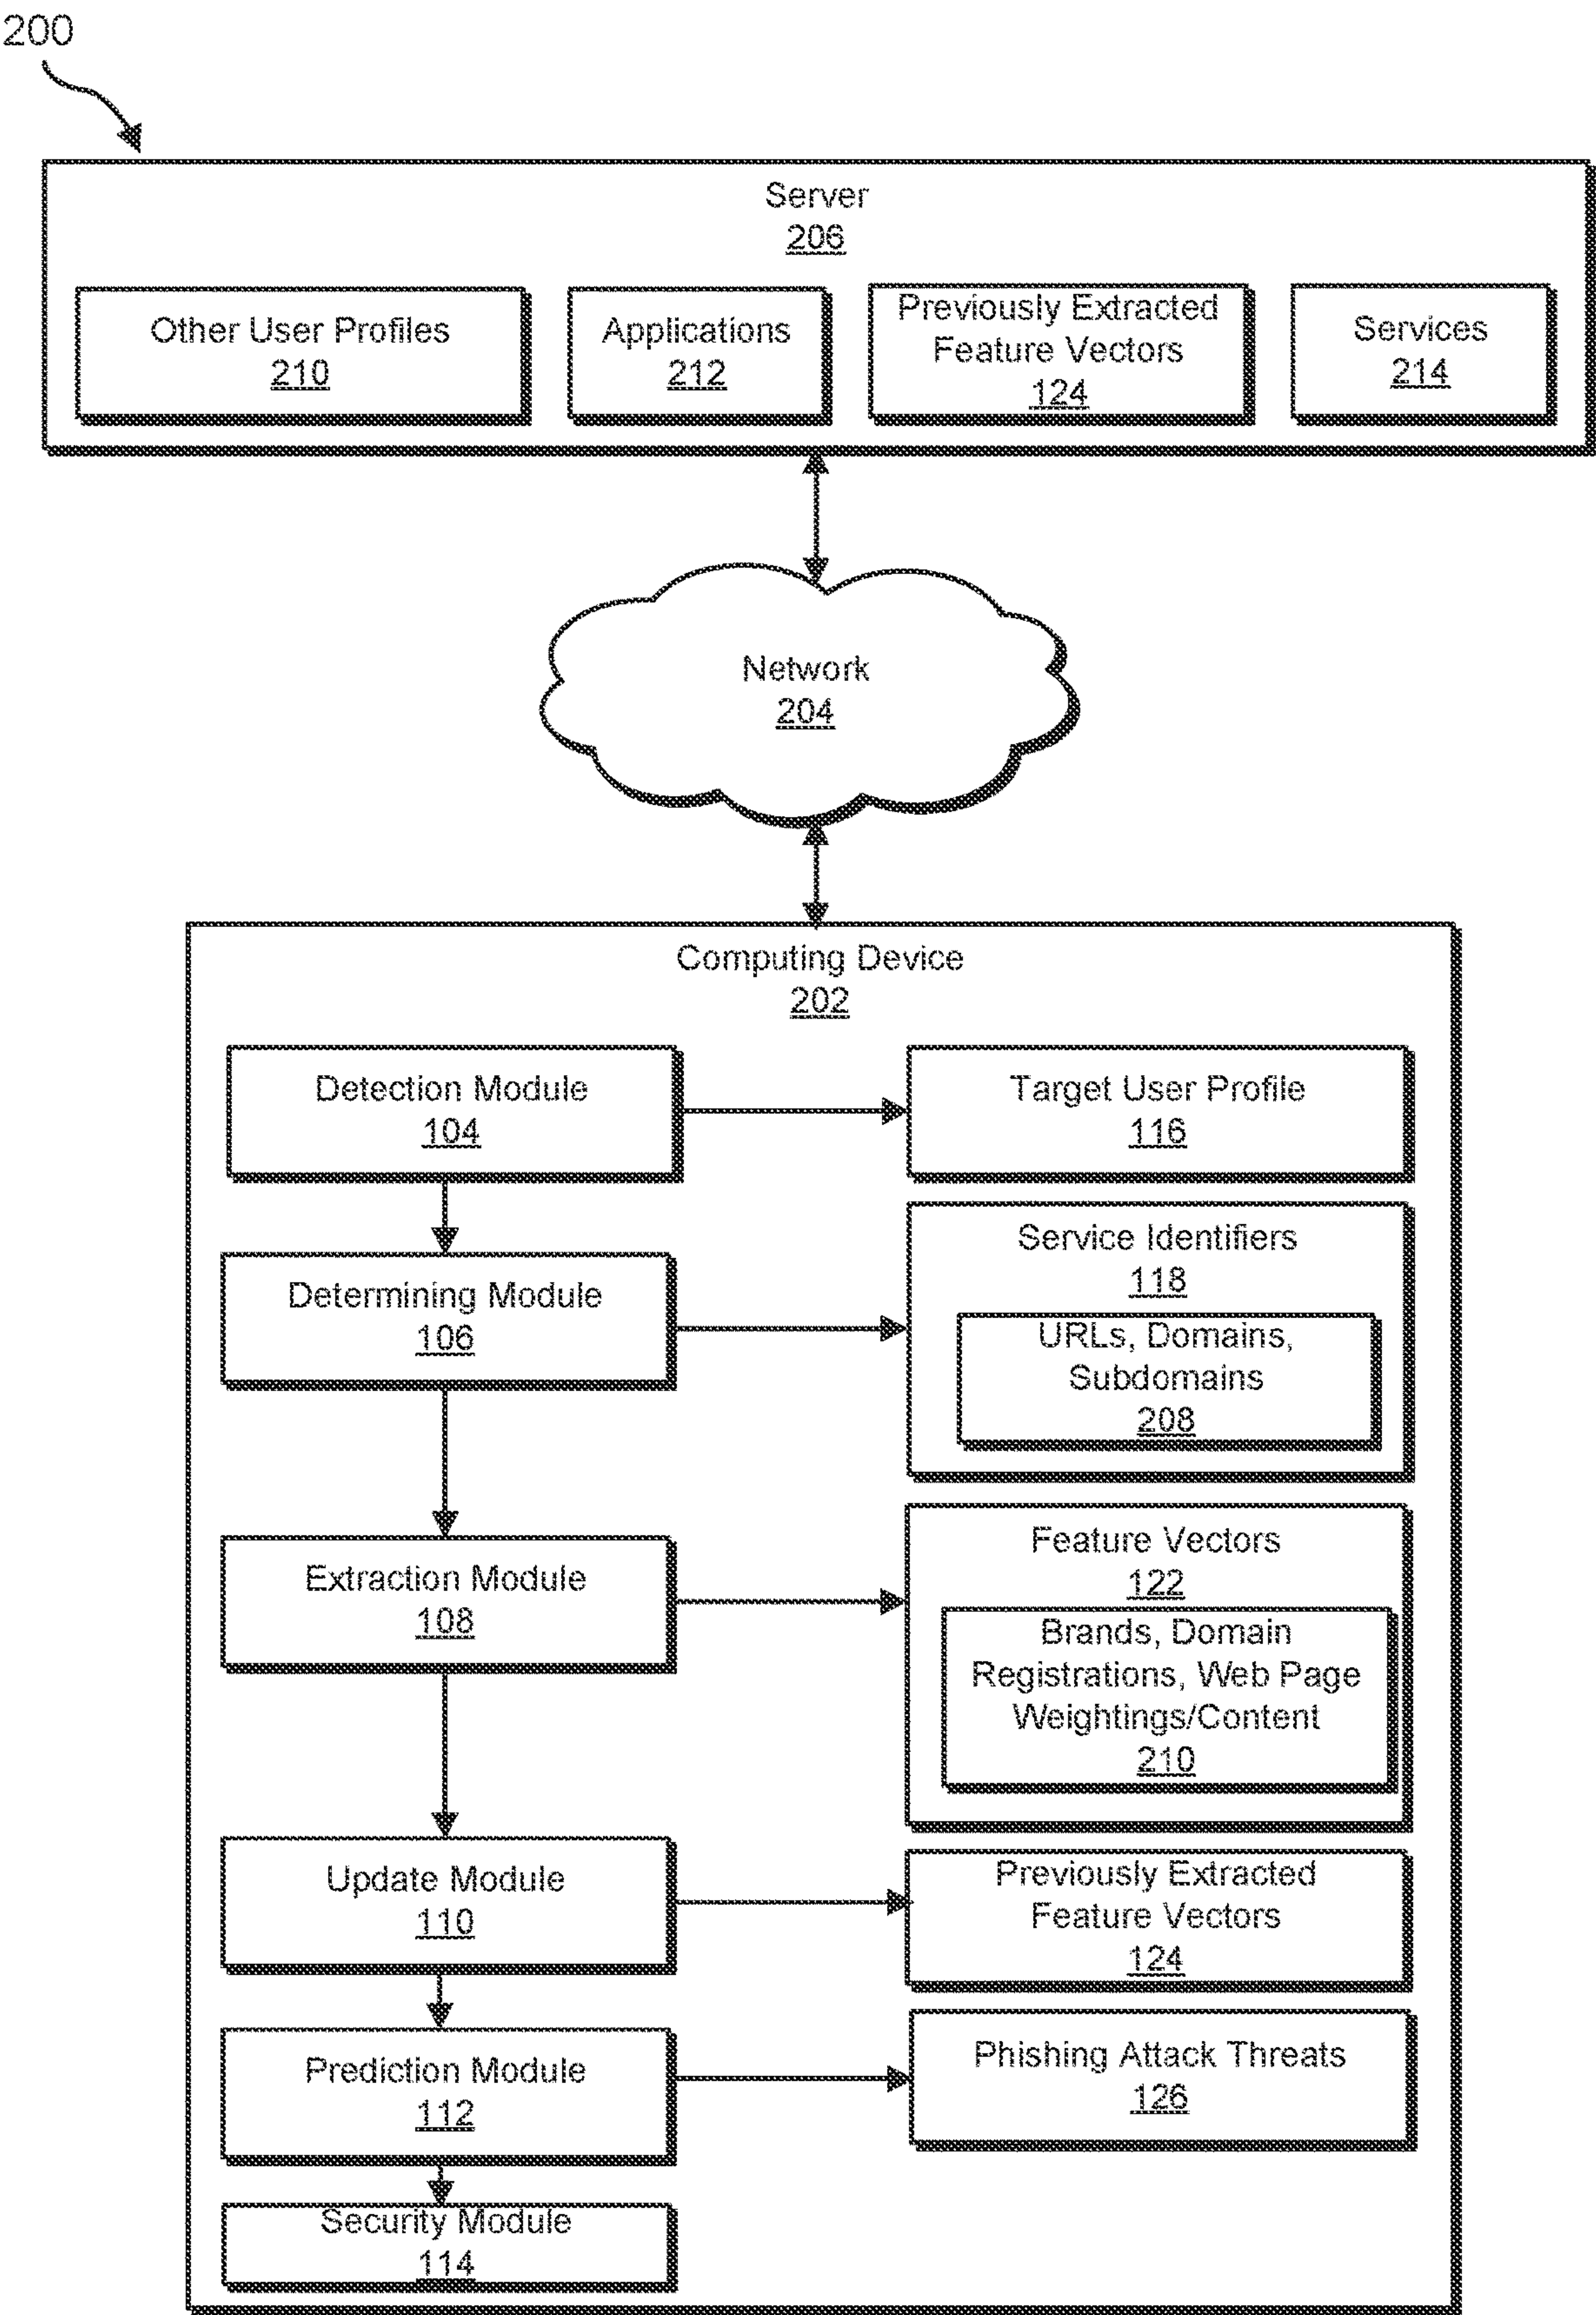 200
Server
206
Other User Profiles
210
Applications
212
Previously Extracted
Feature Vectors
124
Services
214
Network
204
Computing Device
202
Detection Module
104
Target User Profile
116
Determining Module
106
Service Identifiers
118
URLs, Domains,
Subdomains
208
Extraction Module
108
Feature Vectors
122
Brands, Domain
Registrations, Web Page
Weightings/Content
210
Update Module
110
Previously Extracted
Feature Vectors
124
Prediction Module
112
Phishing Attack Threats
126
Security Module
114